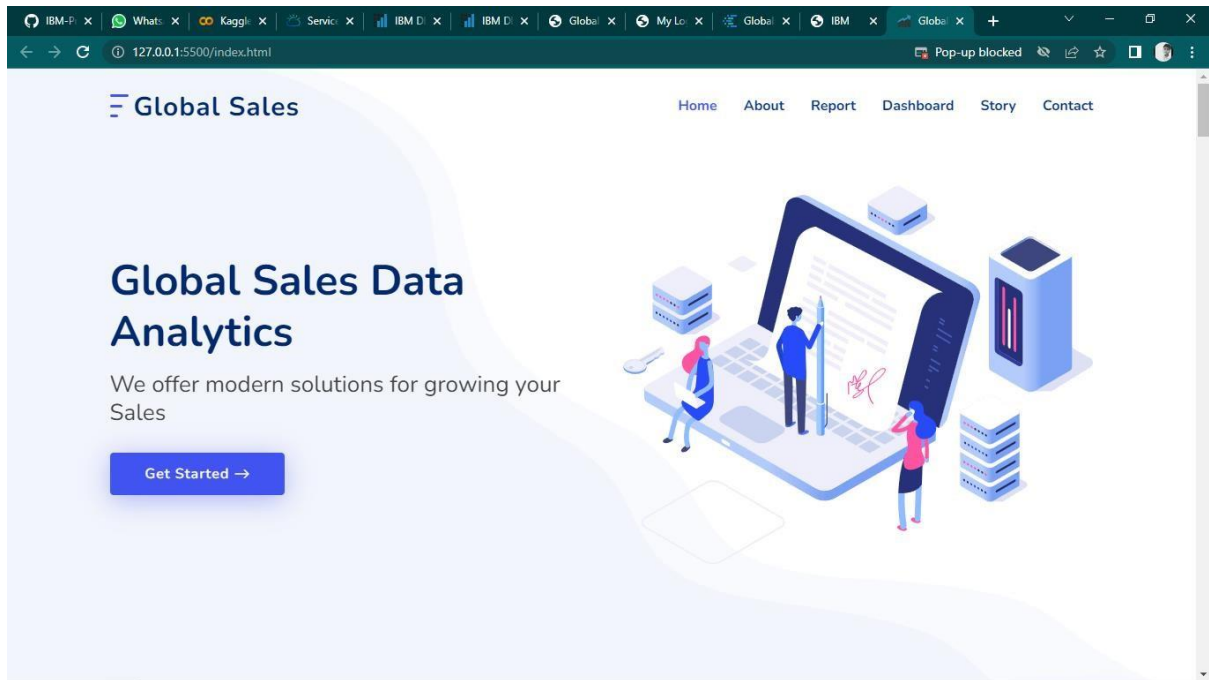 IBM-P Whats Kaggle Servic IBM D IBM D Global My Lo Global IBM Global
127.0.0.1:5500/index.html Pop-up blocked
Global Sales Home About Report Dashboard Story Contact
Global Sales Data
Analytics
We offer modern solutions for growing your
Sales
Get Started →